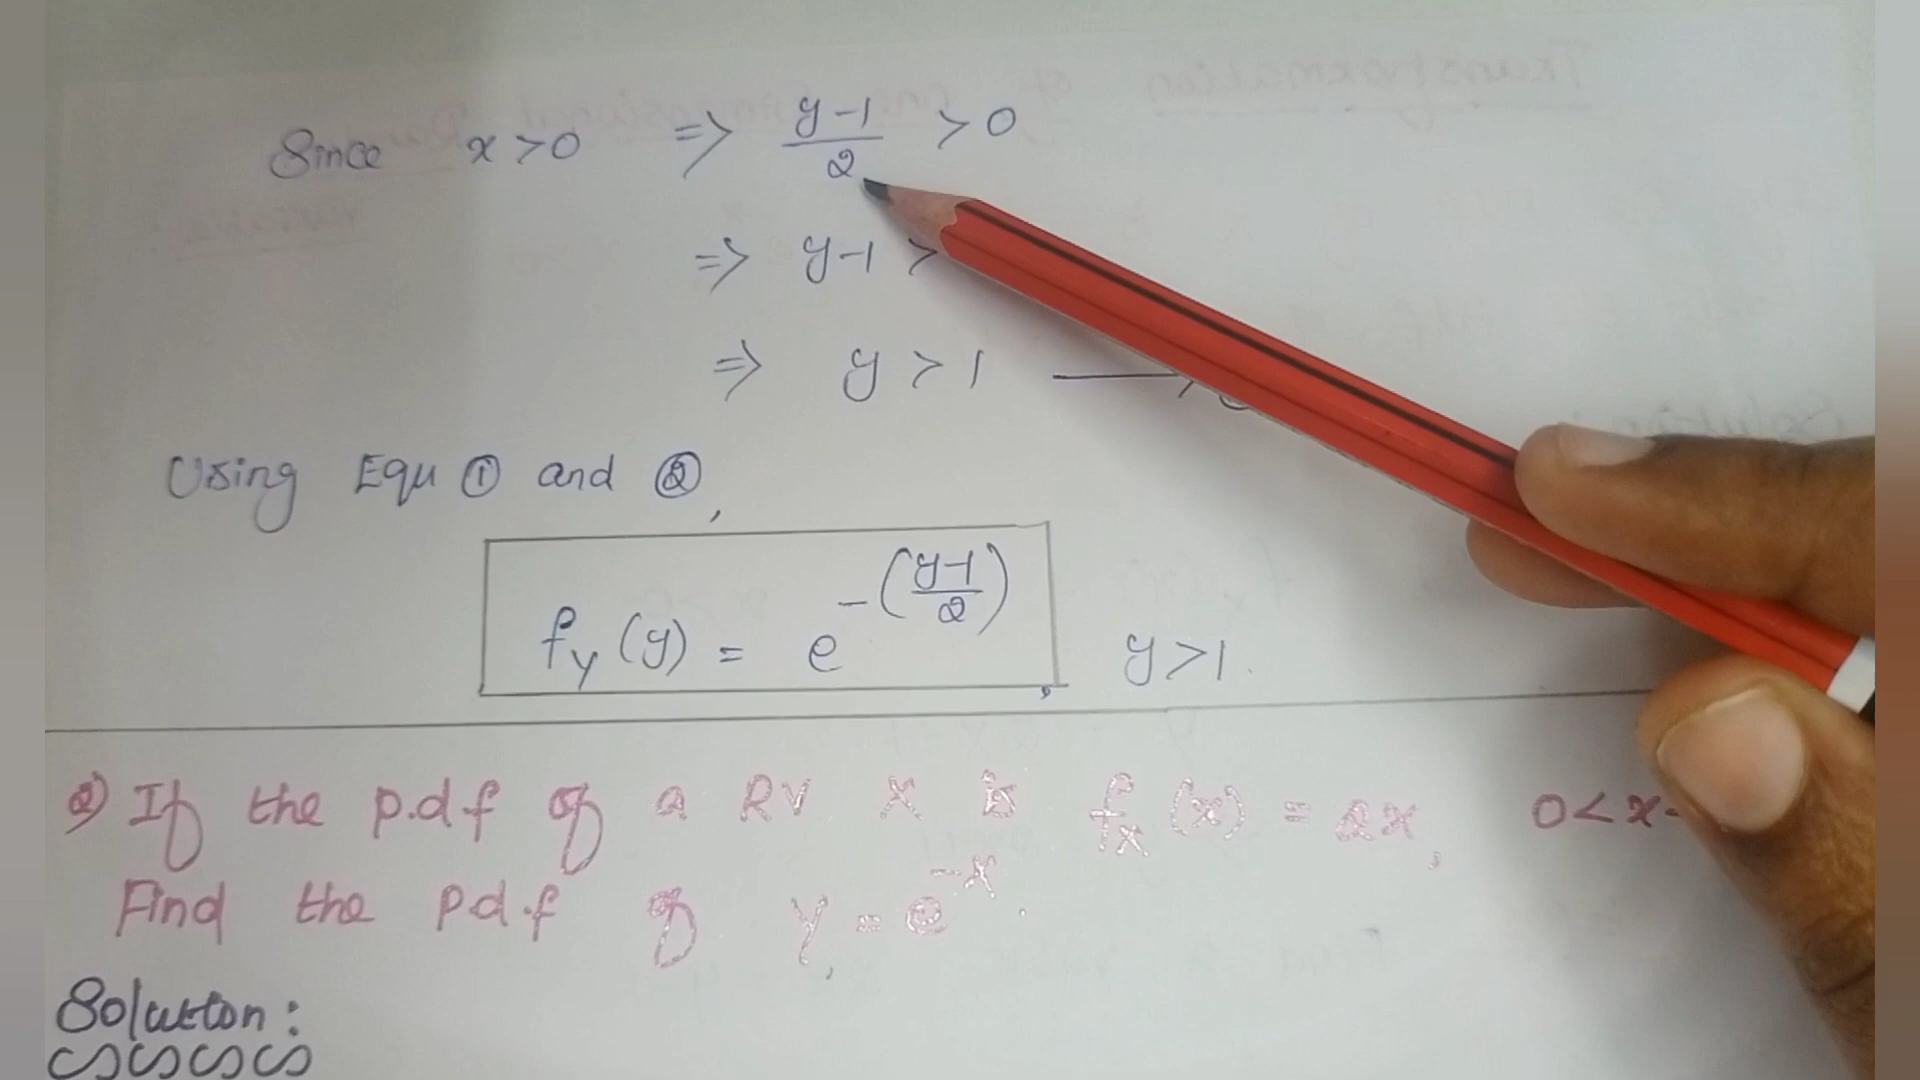 Since x > 0 => (y-1)/2 > 0
=> y-1 >
=> y > 1 →
Using Equ ① and ②,
f_Y (y) = e^-((y-1)/2), y>1.
2) If the p.d.f of a RV X is f_X (x) = 2x, 0<x<
Find the p.d.f of Y = e^-X.
Solution: